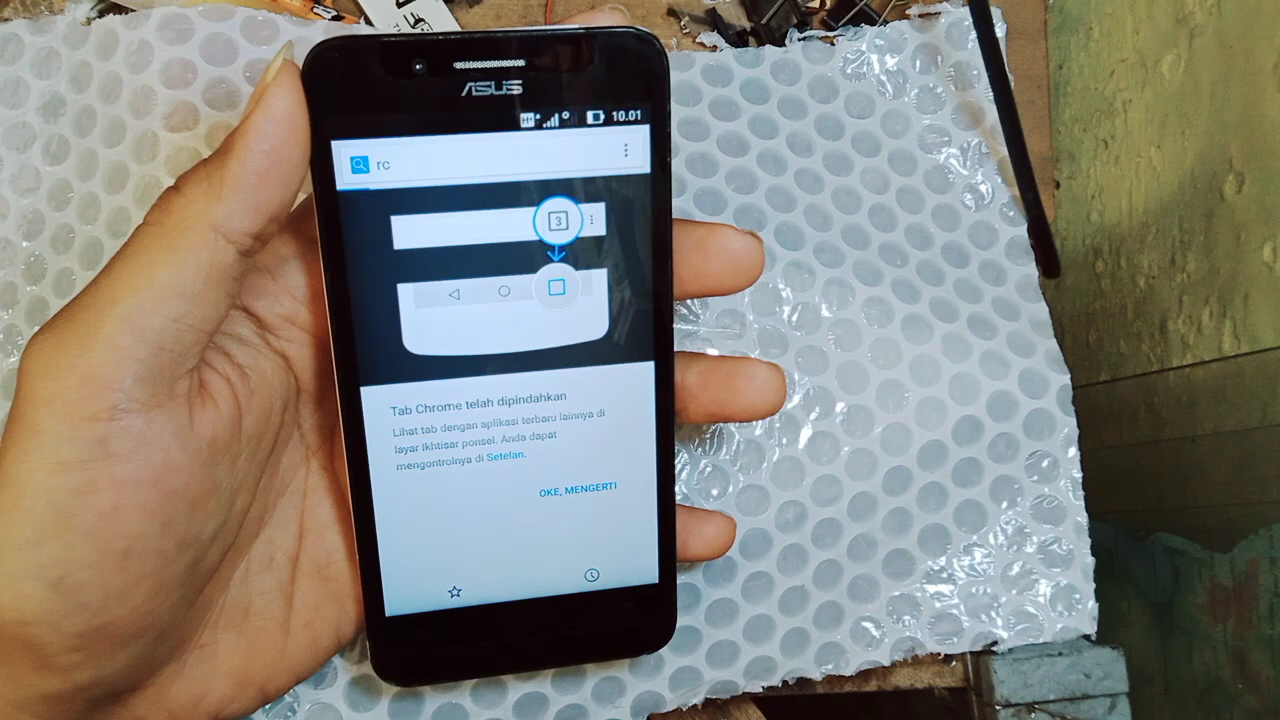 ASUS
H+ 10.01
rc
3
Tab Chrome telah dipindahkan
Lihat tab dengan aplikasi terbaru lainnya di
layar Ikhtisar ponsel. Anda dapat
mengontrolnya di Setelan.
OKE, MENGERTI